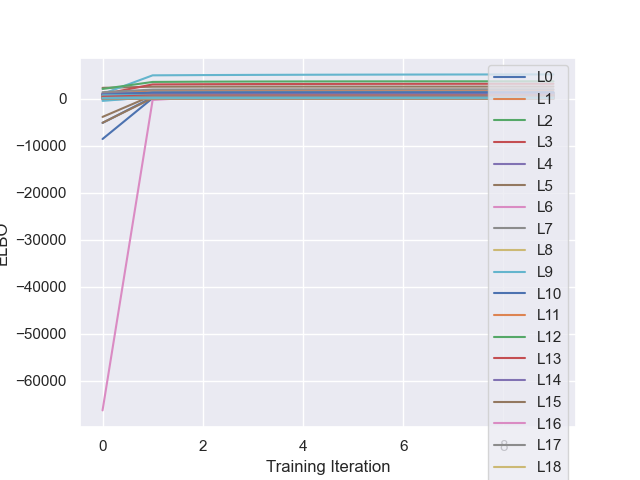 0
−10000
−20000
−30000
−40000
−50000
−60000
ELBO
0
2
4
6
8
Training Iteration
L0
L1
L2
L3
L4
L5
L6
L7
L8
L9
L10
L11
L12
L13
L14
L15
L16
L17
L18